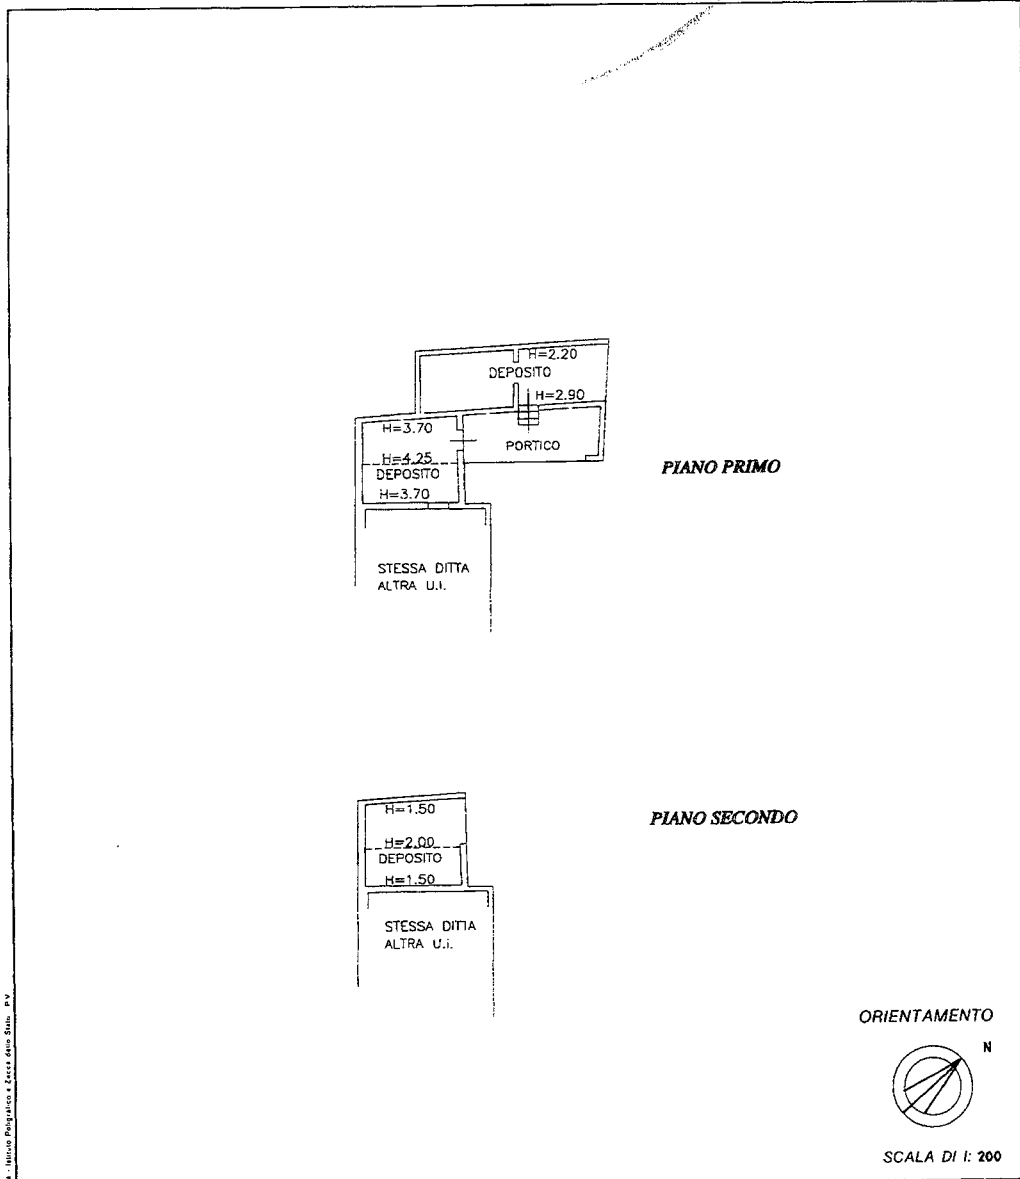 H=2.20
DEPOSITO
H=2.90
H=3.70
PORTICO
H=4.25
DEPOSITO
H=3.70
PIANO PRIMO
STESSA DITTA
ALTRA U.I.
H=1.50
PIANO SECONDO
H=2.00
DEPOSITO
H=1.50
STESSA DITTA
ALTRA U.I.
ORIENTAMENTO
N
SCALA DI I: 200
Istituto Poligrafico e Zecca dello Stato P.V.